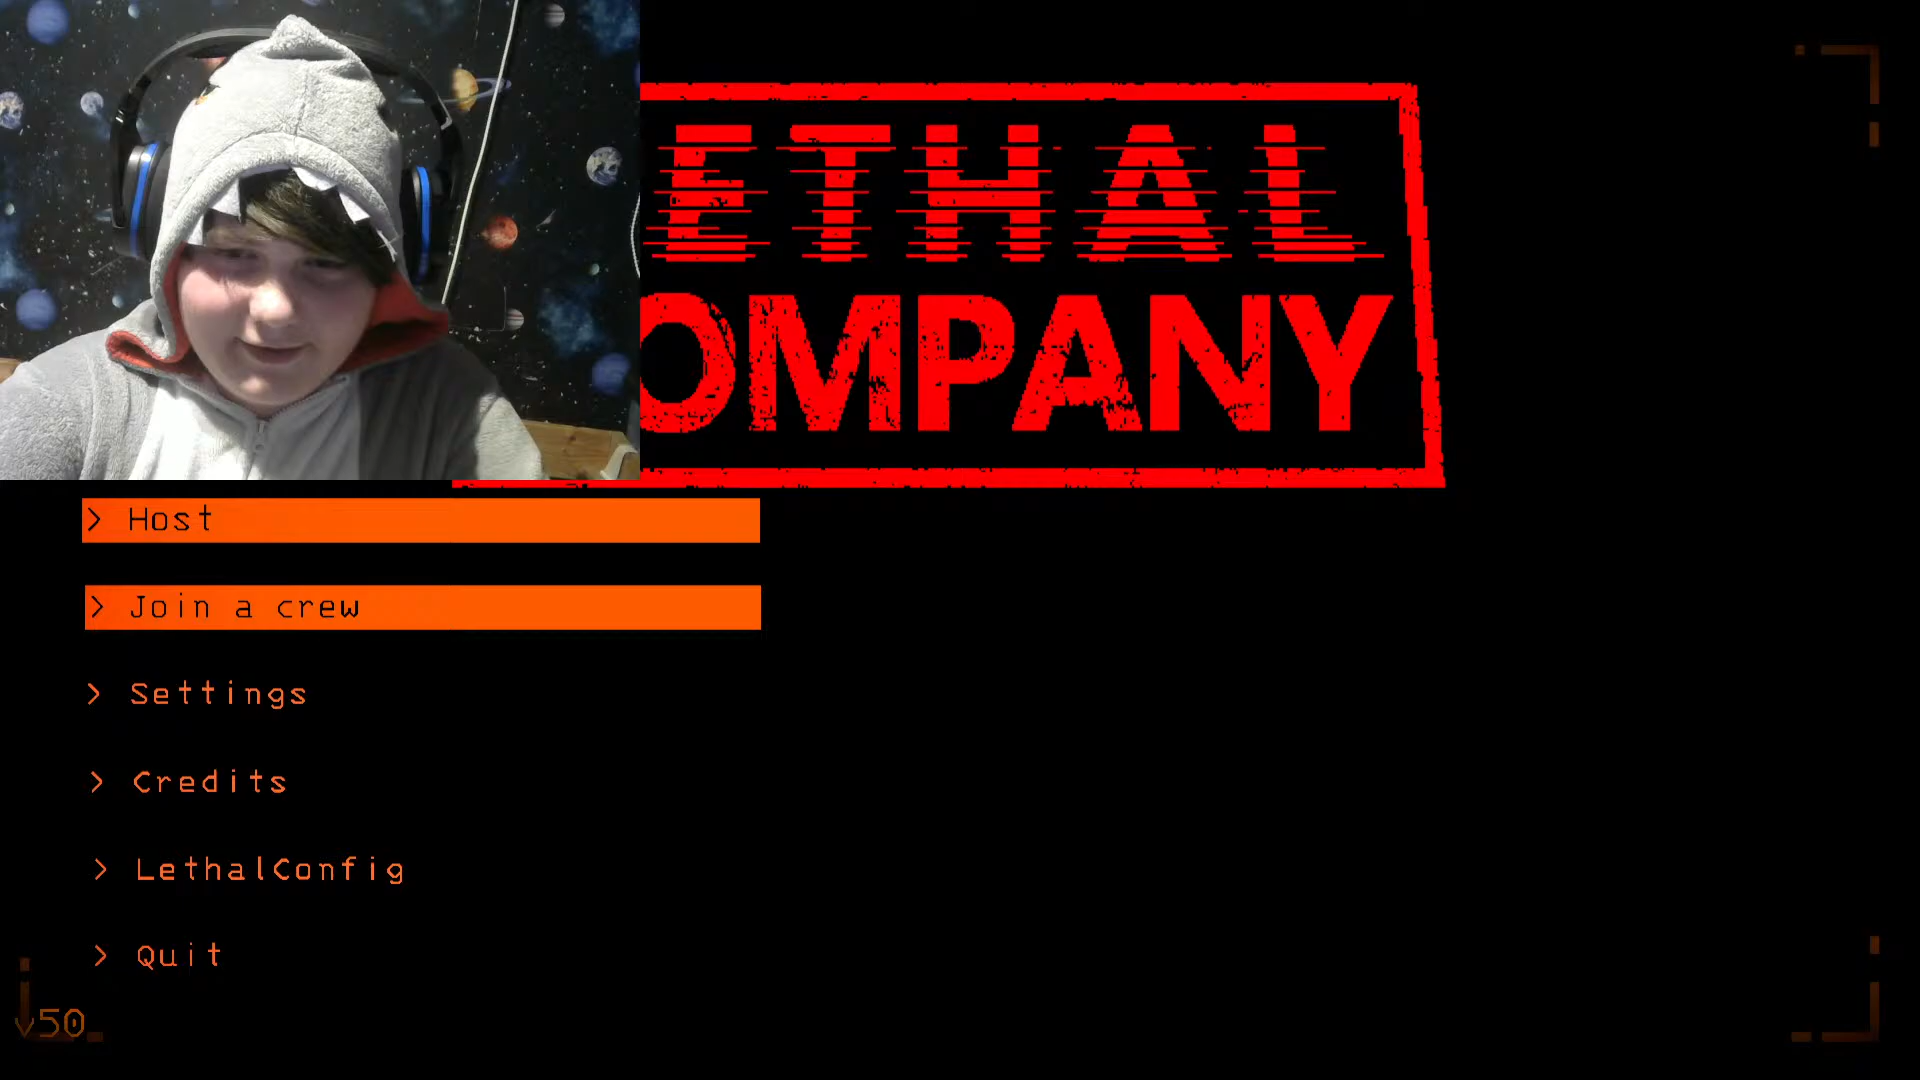 ETHAL
OMPANY
> Host
> Join a crew
> Settings
> Credits
> LethalConfig
> Quit
v50